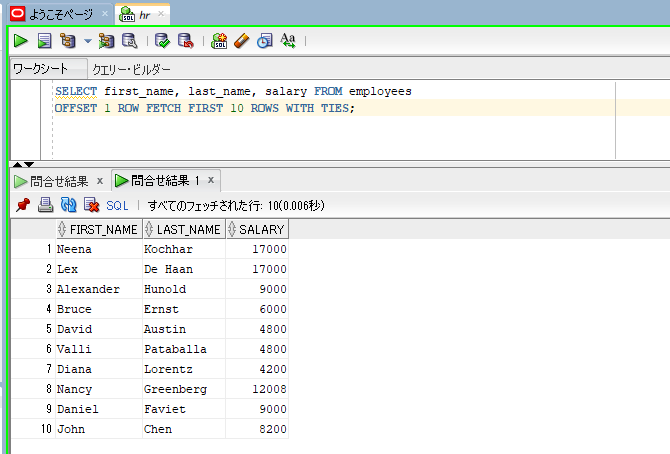 ようこそページ × hr ×
ワークシート クエリー・ビルダー
SELECT first_name, last_name, salary FROM employees
OFFSET 1 ROW FETCH FIRST 10 ROWS WITH TIES;
問合せ結果 × 問合せ結果 1 ×
SQL | すべてのフェッチされた行: 10(0.006秒)
FIRST_NAME LAST_NAME SALARY
1 Neena Kochhar 17000
2 Lex De Haan 17000
3 Alexander Hunold 9000
4 Bruce Ernst 6000
5 David Austin 4800
6 Valli Pataballa 4800
7 Diana Lorentz 4200
8 Nancy Greenberg 12008
9 Daniel Faviet 9000
10 John Chen 8200